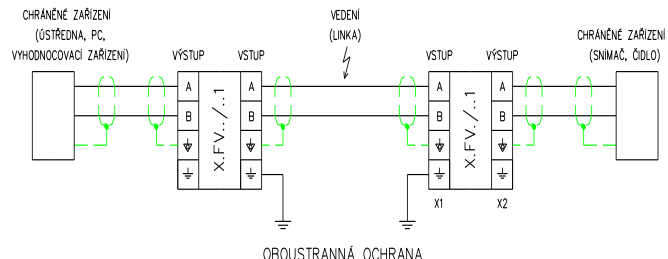 CHRÁNĚNÉ ZAŘÍZENÍ
(ÚSTŘEDNA, PC,
VYHODNOCOVACÍ ZAŘÍZENÍ)
VEDENÍ
(LINKA)
CHRÁNĚNÉ ZAŘÍZENÍ
(SNÍMAČ, ČIDLO)
VÝSTUP
VSTUP
VSTUP
VÝSTUP
A
A
A
A
B
B
B
B
X.FV../..1
X.FV../..1
X1
X2
OBOUSTRANNÁ OCHRANA